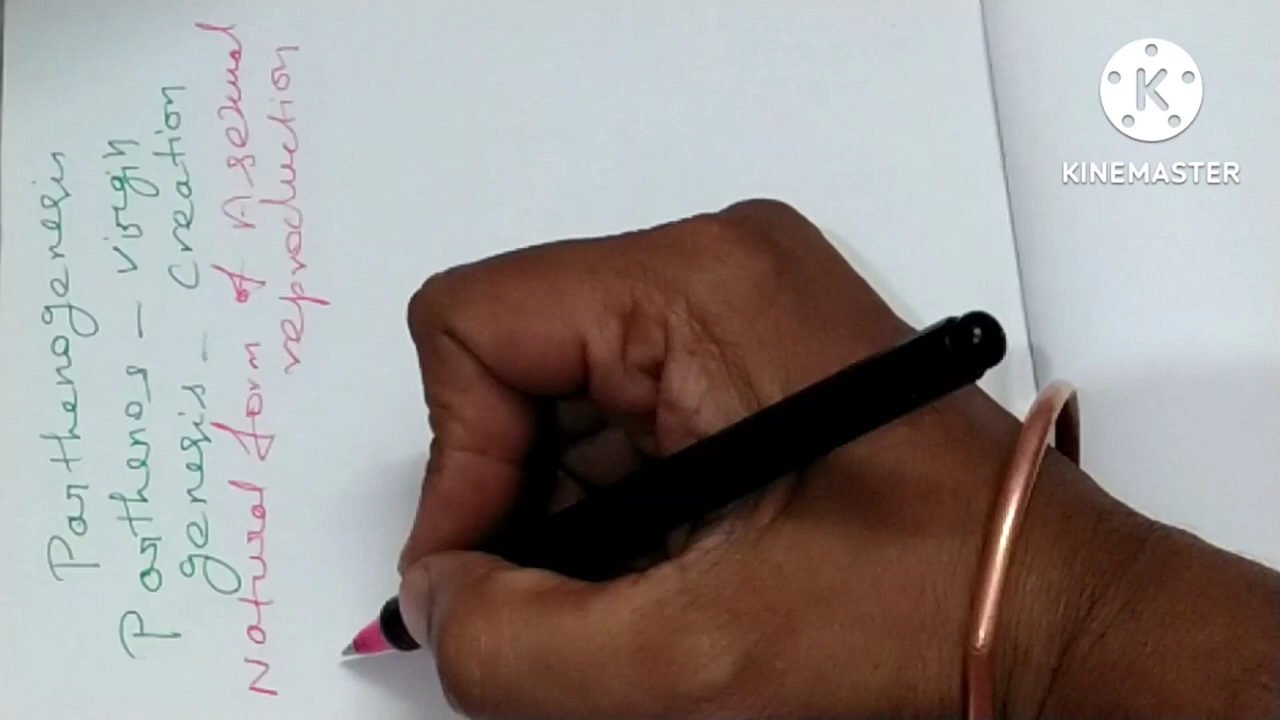 Parthenogenesis
Parthenos - virgin
genesis - creation
Natural form of Asexual
reproduction
K
KINEMASTER